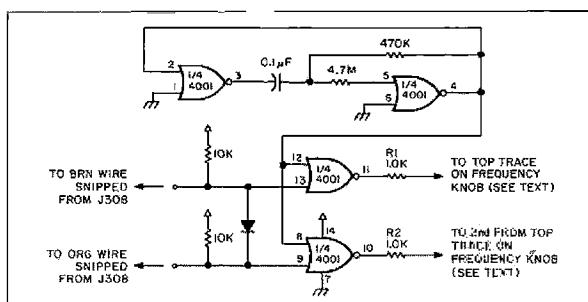 470K
0.1µF
4.7M
2
1
1/4
4001
3
5
6
1/4
4001
4
10K
12
13
1/4
4001
11
R1
1.0K
TO BRN WIRE
SNIPPED
FROM J308
TO TOP TRACE
ON FREQUENCY
KNOB (SEE TEXT)
10K
8
9
14
1/4
4001
7
10
R2
1.0K
TO ORG WIRE
SNIPPED
FROM J308
TO 2nd FROM TOP
TRACE ON
FREQUENCY KNOB
(SEE TEXT)